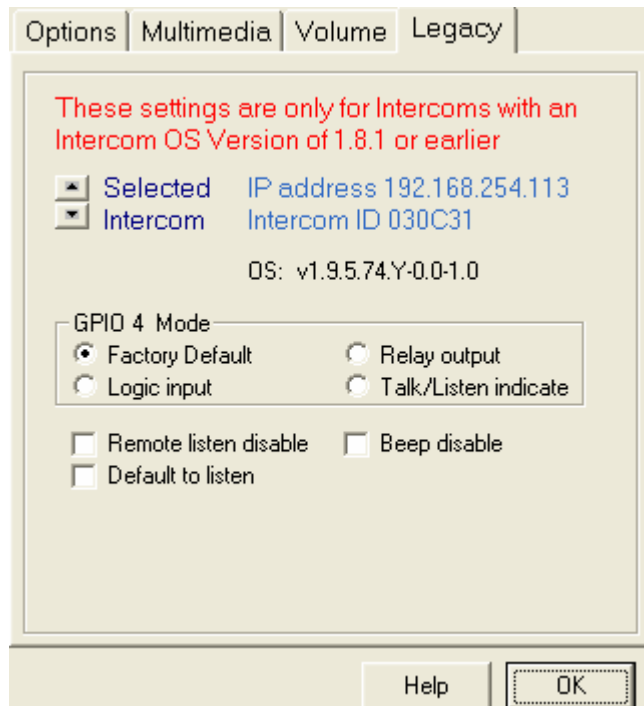 Options Multimedia Volume Legacy
These settings are only for Intercoms with an
Intercom OS Version of 1.8.1 or earlier
Selected IP address 192.168.254.113
Intercom Intercom ID 030C31
OS: v1.9.5.74.Y-0.0-1.0
GPIO 4 Mode
Factory Default Relay output
Logic input Talk/Listen indicate
Remote listen disable Beep disable
Default to listen
Help OK